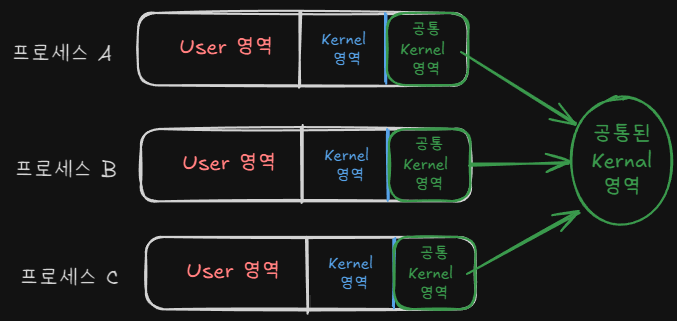 프로세스 A
User 영역
Kernel
영역
공통
Kernel
영역
프로세스 B
User 영역
Kernel
영역
공통
Kernel
영역
프로세스 C
User 영역
Kernel
영역
공통
Kernel
영역
공통된
Kernal
영역